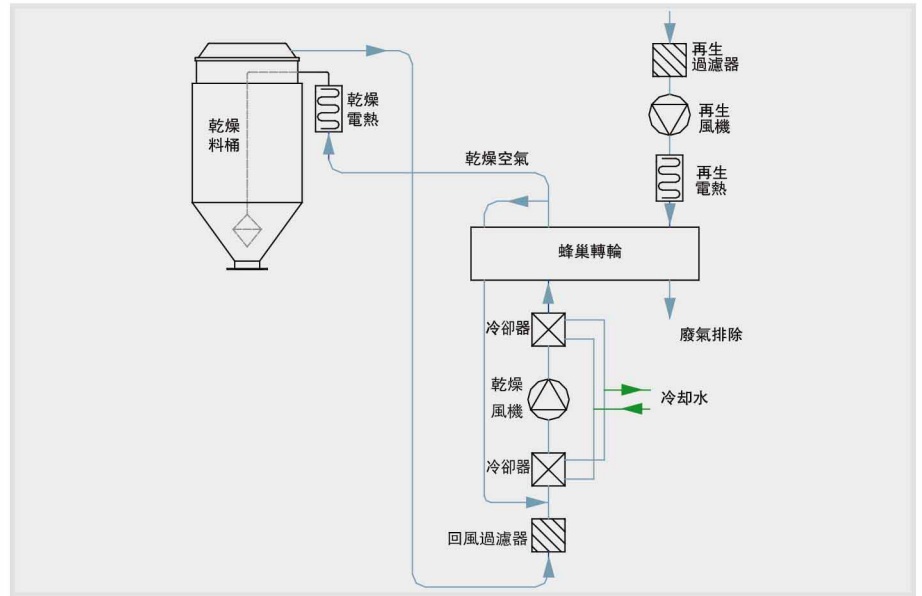 再生
過濾器
乾燥
電熱
再生
風機
乾燥
料桶
乾燥空氣
再生
電熱
蜂巢轉輪
冷卻器
廢氣排除
乾燥
風機
冷却水
冷卻器
回風過濾器